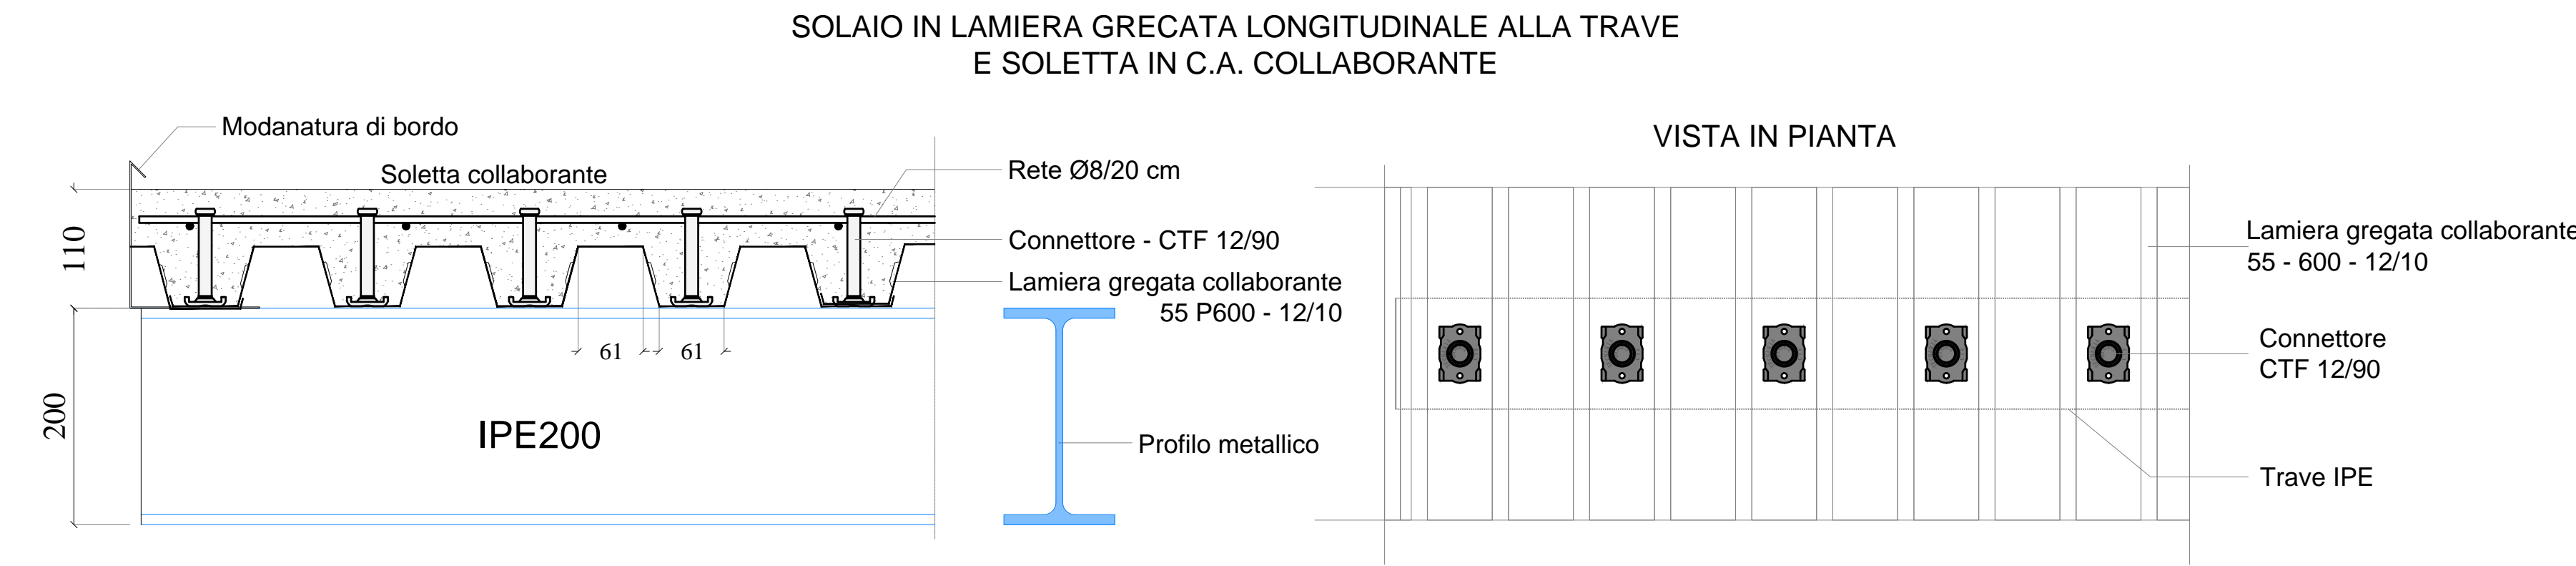 SOLAIO IN LAMIERA GRECATA LONGITUDINALE ALLA TRAVE
E SOLETTA IN C.A. COLLABORANTE
Modanatura di bordo
Soletta collaborante
Rete Ø8/20 cm
Connettore - CTF 12/90
Lamiera gregata collaborante
55 P600 - 12/10
110
200
61
61
IPE200
Profilo metallico
VISTA IN PIANTA
Lamiera gregata collaborante
55 - 600 - 12/10
Connettore
CTF 12/90
Trave IPE